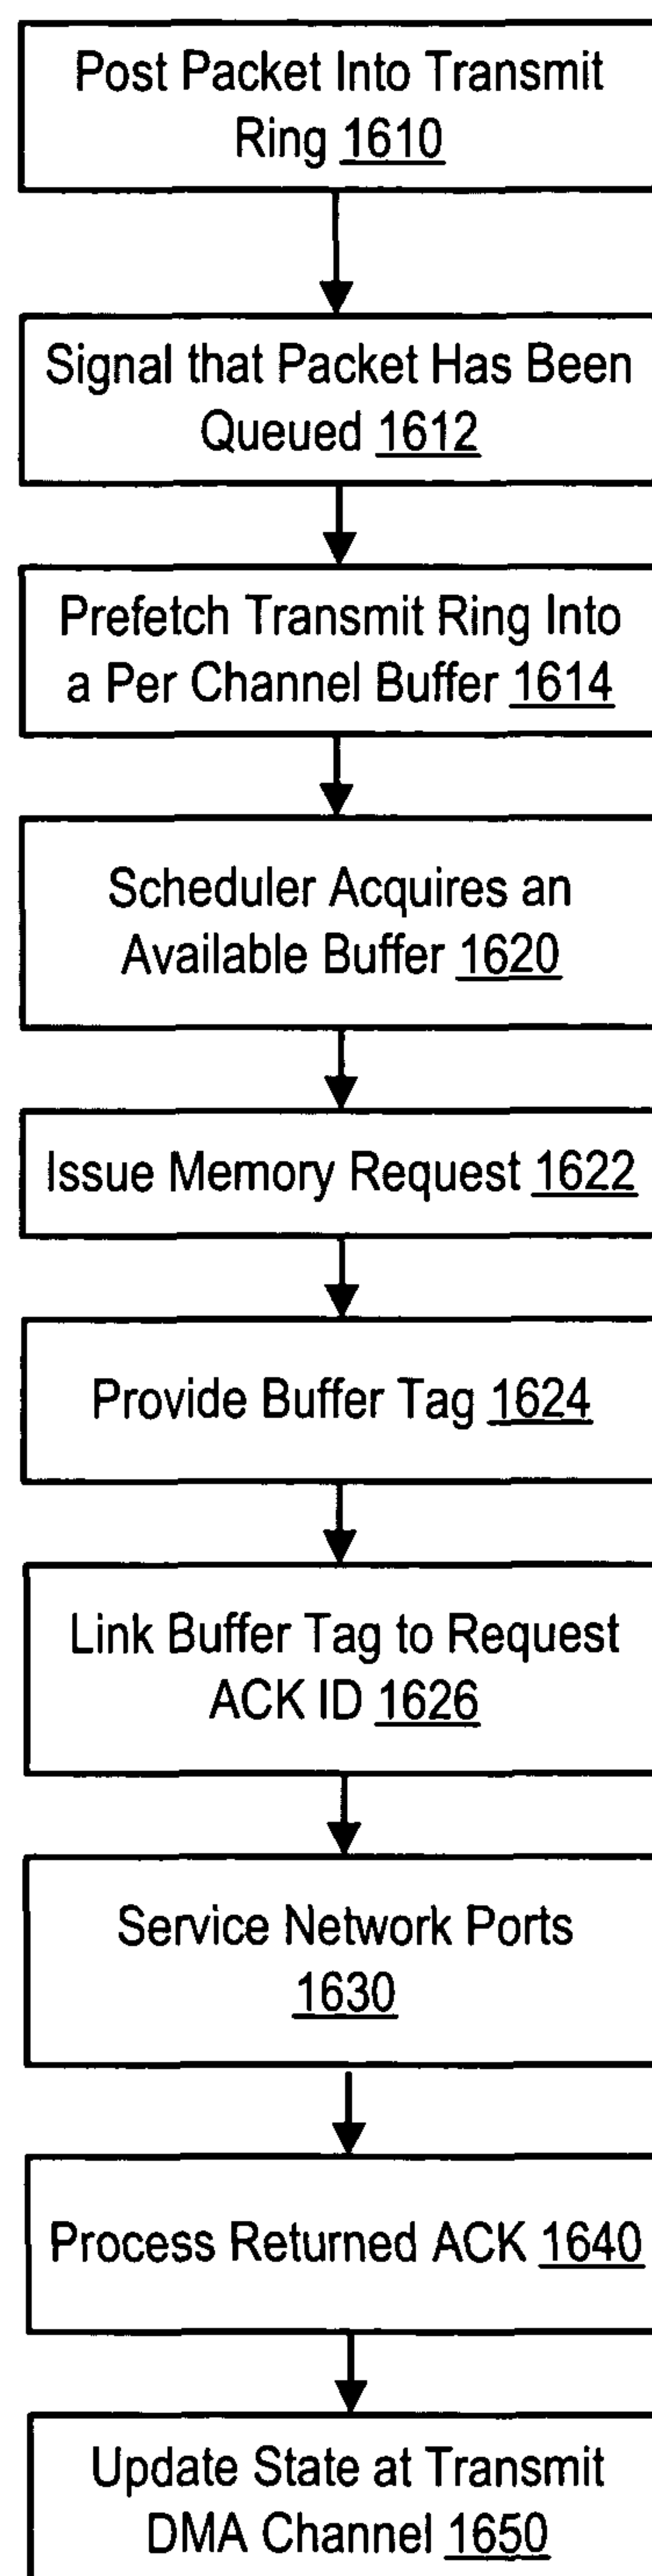 Post Packet Into Transmit
Ring 1610
Signal that Packet Has Been
Queued 1612
Prefetch Transmit Ring Into
a Per Channel Buffer 1614
Scheduler Acquires an
Available Buffer 1620
Issue Memory Request 1622
Provide Buffer Tag 1624
Link Buffer Tag to Request
ACK ID 1626
Service Network Ports
1630
Process Returned ACK 1640
Update State at Transmit
DMA Channel 1650